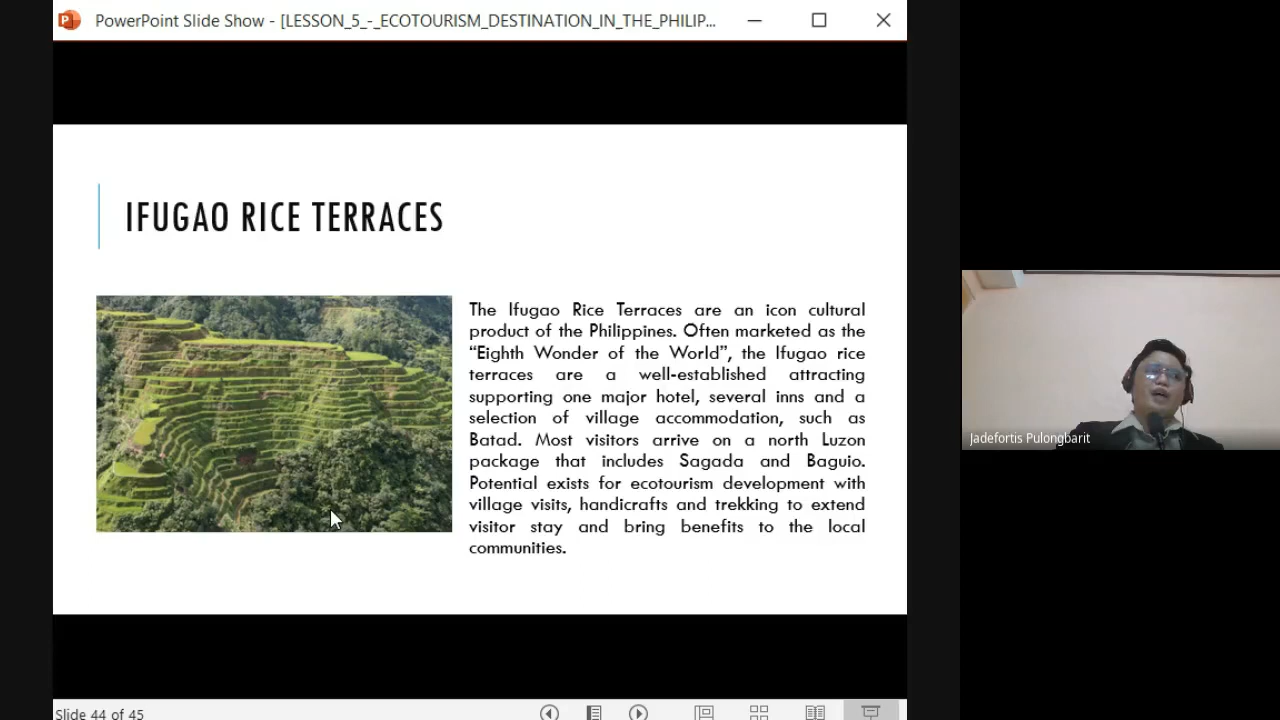 PowerPoint Slide Show - [LESSON_5_-_ECOTOURISM_DESTINATION_IN_THE_PHILIP...
IFUGAO RICE TERRACES
The Ifugao Rice Terraces are an icon cultural
product of the Philippines. Often marketed as the
“Eighth Wonder of the World”, the Ifugao rice
terraces are a well-established attracting
supporting one major hotel, several inns and a
selection of village accommodation, such as
Batad. Most visitors arrive on a north Luzon
package that includes Sagada and Baguio.
Potential exists for ecotourism development with
village visits, handicrafts and trekking to extend
visitor stay and bring benefits to the local
communities.
Jadefortis Pulongbarit
Slide 44 of 45